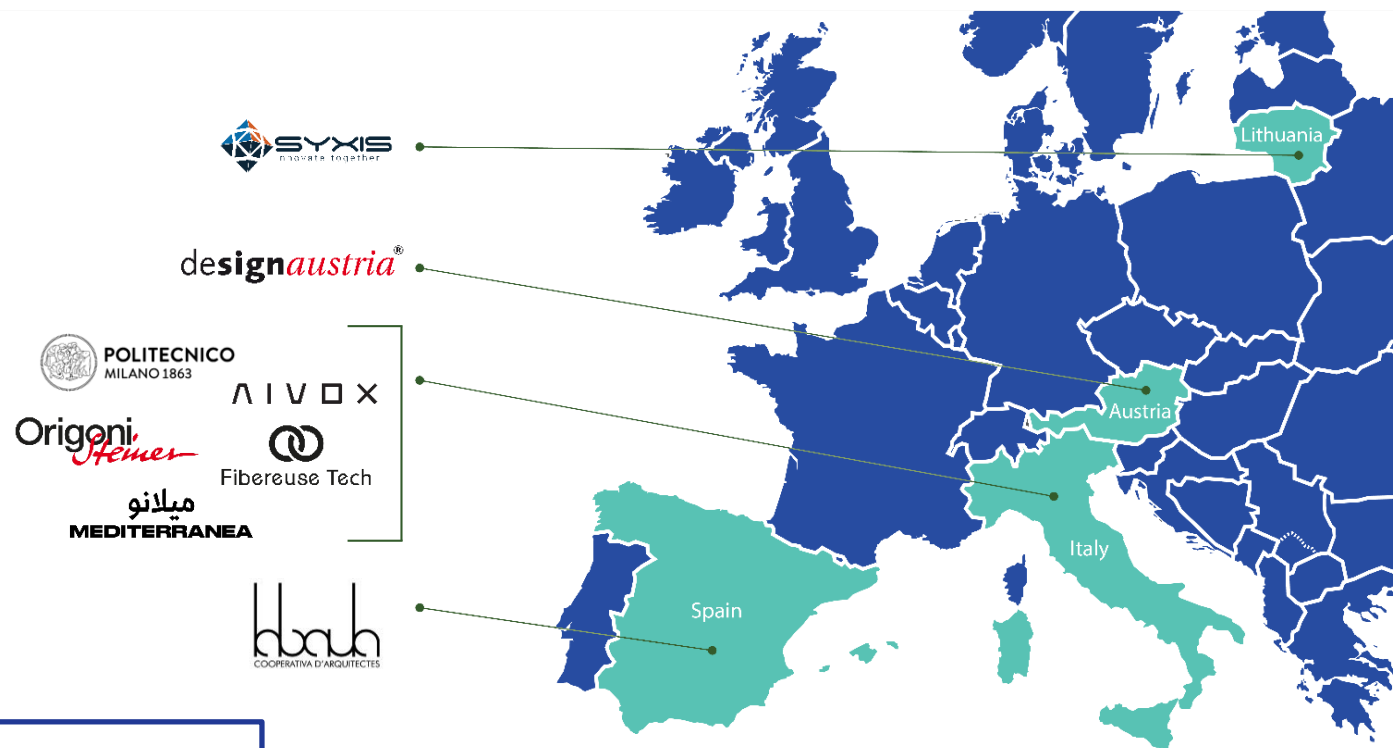 SYXIS
nnovate together
Lithuania
designaustria®
POLITECNICO
MILANO 1863
AIVOX
Origoni
Steiner
Fibereuse Tech
ميلانو
MEDITERRANEA
Austria
Italy
Spain
COOPERATIVA D'ARQUITECTES